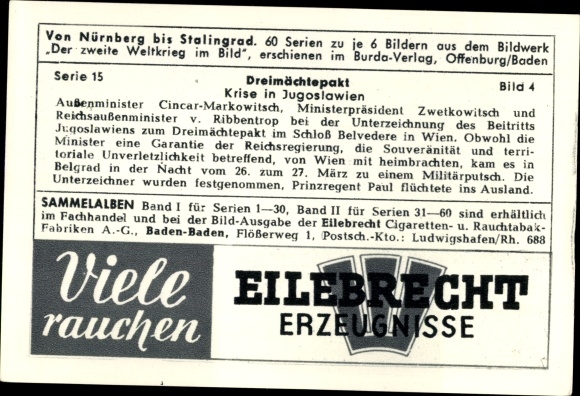 Von Nürnberg bis Stalingrad. 60 Serien zu je 6 Bildern aus dem Bildwerk
„Der zweite Weltkrieg im Bild", erschienen im Burda-Verlag, Offenburg/Baden
Serie 15 Dreimächtepakt Bild 4
Krise in Jugoslawien
Außenminister Cincar-Markowitsch, Ministerpräsident Zwetkowitsch und
Reichsaußenminister v. Ribbentrop bei der Unterzeichnung des Beitritts
Jugoslawiens zum Dreimächtepakt im Schloß Belvedere in Wien. Obwohl die
Minister eine Garantie der Reichsregierung, die Souveränität und terri-
toriale Unverletzlichkeit betreffend, von Wien mit heimbrachten, kam es in
Belgrad in der Nacht vom 26. zum 27. März zu einem Militärputsch. Die
Unterzeichner wurden festgenommen, Prinzregent Paul flüchtete ins Ausland.
SAMMELALBEN Band I für Serien 1—30, Band II für Serien 31—60 sind erhältlich
im Fachhandel und bei der Bild-Ausgabe der Eilebrecht Cigaretten- u. Rauchtabak-
Fabriken A.-G., Baden-Baden, Flößerweg 1, Postsch.-Kto.: Ludwigshafen/Rh. 688
Viele
rauchen
EILEBRECHT
ERZEUGNISSE